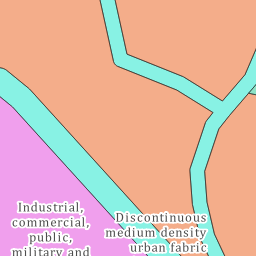 Industrial,
commercial,
public,
military and
Discontinuous
medium density
urban fabric